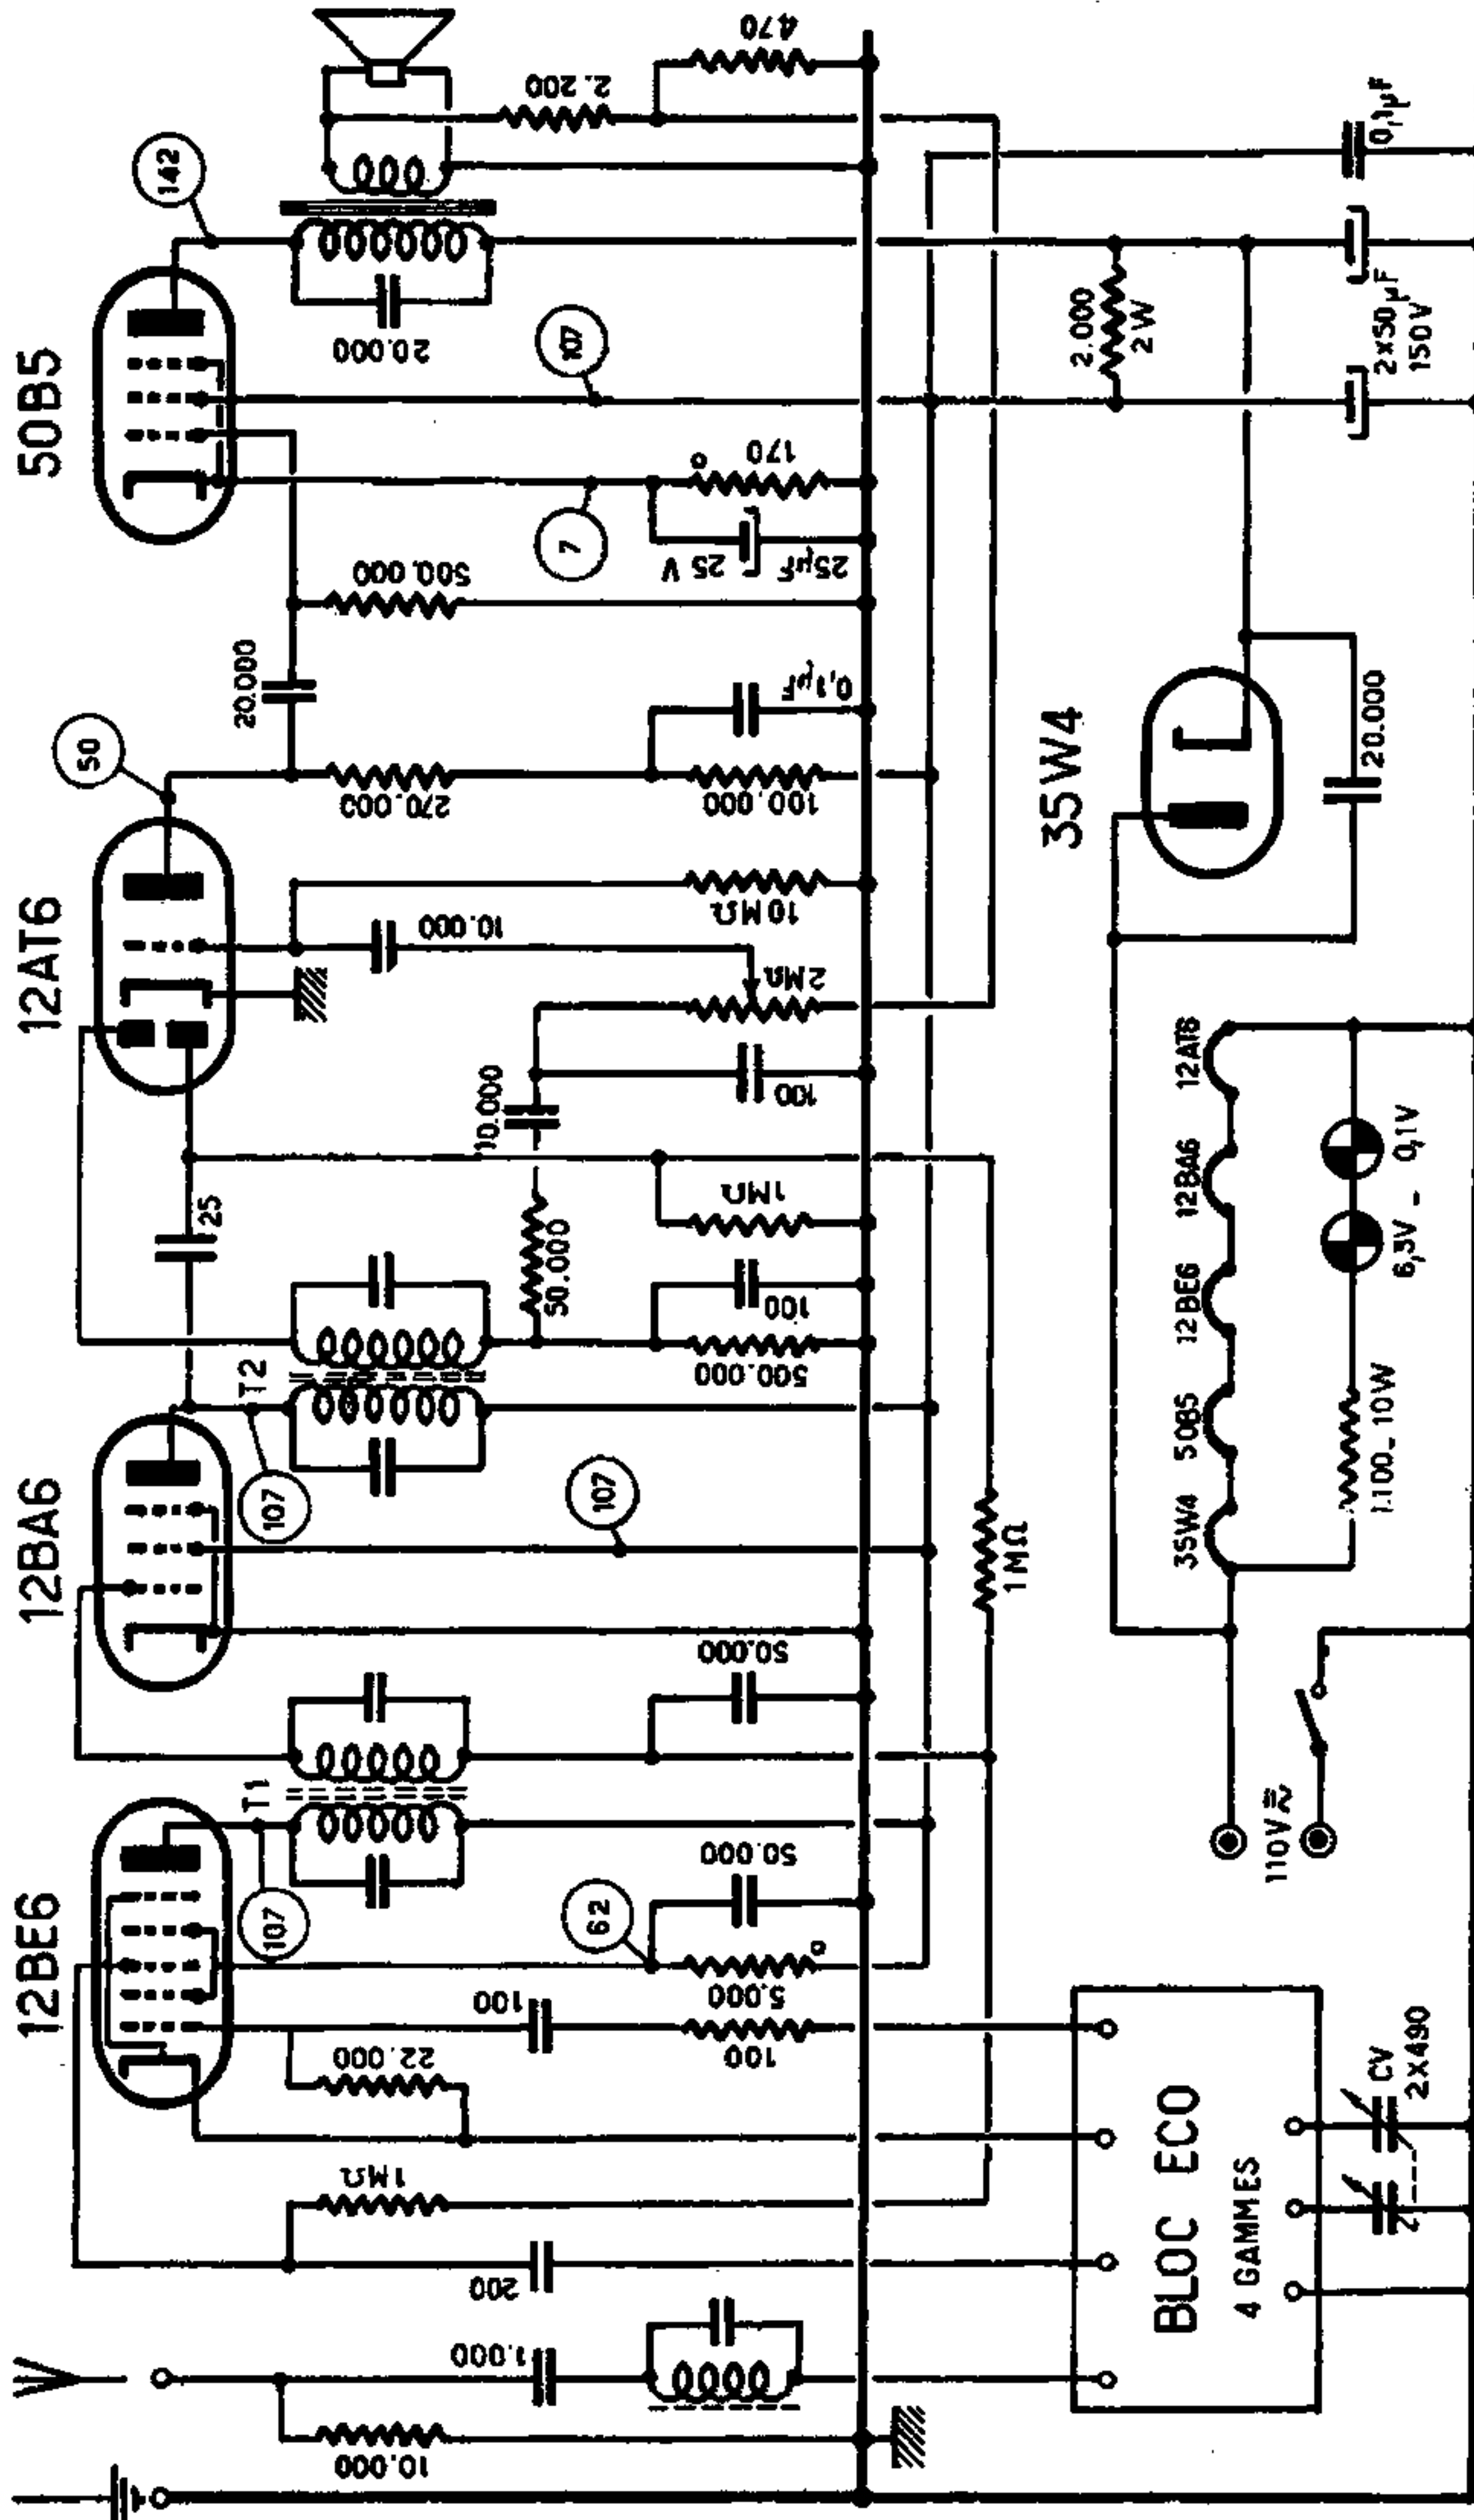 12BE6
12BA6
12AT6
50B5
T1
T2
107
107
107
62
50
142
7
25
20.000
20.000
10.000
1.000
200
1MΩ
22.000
100
100
5.000
50.000
50.000
500.000
100
50.000
10.000
1MΩ
100
2MΩ
10.000
10MΩ
270.000
100.000
0,1µF
500.000
25µF 25 V
170
2.200
470
1MΩ
BLOC ECO
4 GAMMES
CV
2X490
110V≂
35W4
50B5
12BE6
12BA6
12AT6
1.100_10W
6,3V - 0,1V
35W4
20.000
2.000
2W
2x50µF
150V
0,1µF